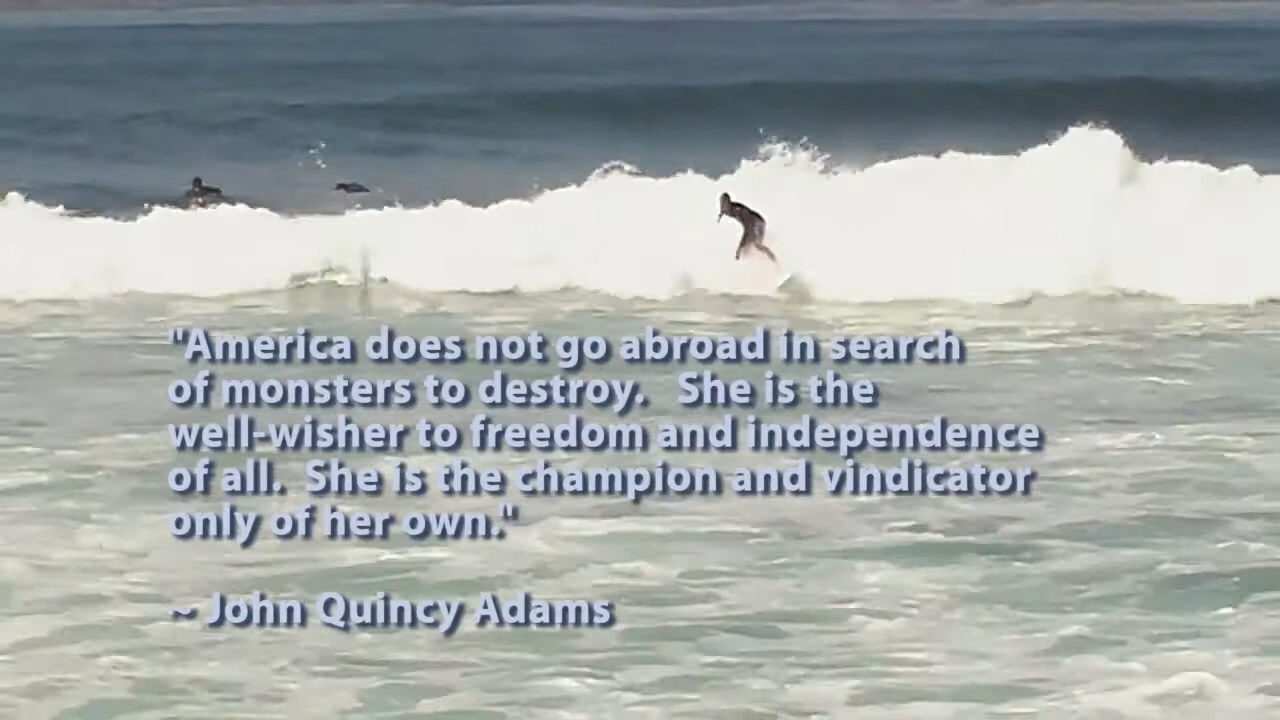 "America does not go abroad in search
of monsters to destroy.   She is the
well-wisher to freedom and independence
of all.  She is the champion and vindicator
only of her own."
~ John Quincy Adams